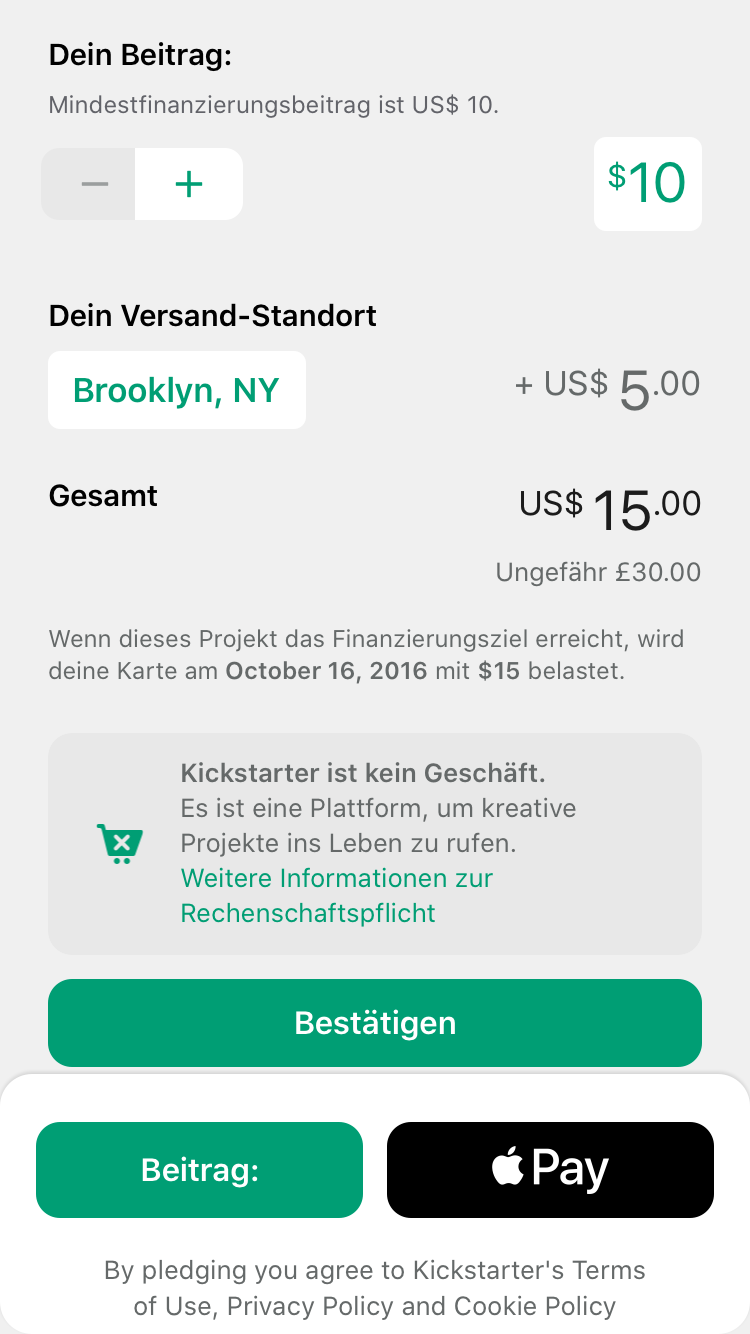 Dein Beitrag:
Mindestfinanzierungsbeitrag ist US$ 10.
− +
$10
Dein Versand-Standort
Brooklyn, NY
+ US$ 5.00
Gesamt
US$ 15.00
Ungefähr £30.00
Wenn dieses Projekt das Finanzierungsziel erreicht, wird
deine Karte am October 16, 2016 mit $15 belastet.
Kickstarter ist kein Geschäft.
Es ist eine Plattform, um kreative
Projekte ins Leben zu rufen.
Weitere Informationen zur
Rechenschaftspflicht
Bestätigen
Beitrag:
Pay
By pledging you agree to Kickstarter's Terms
of Use, Privacy Policy and Cookie Policy